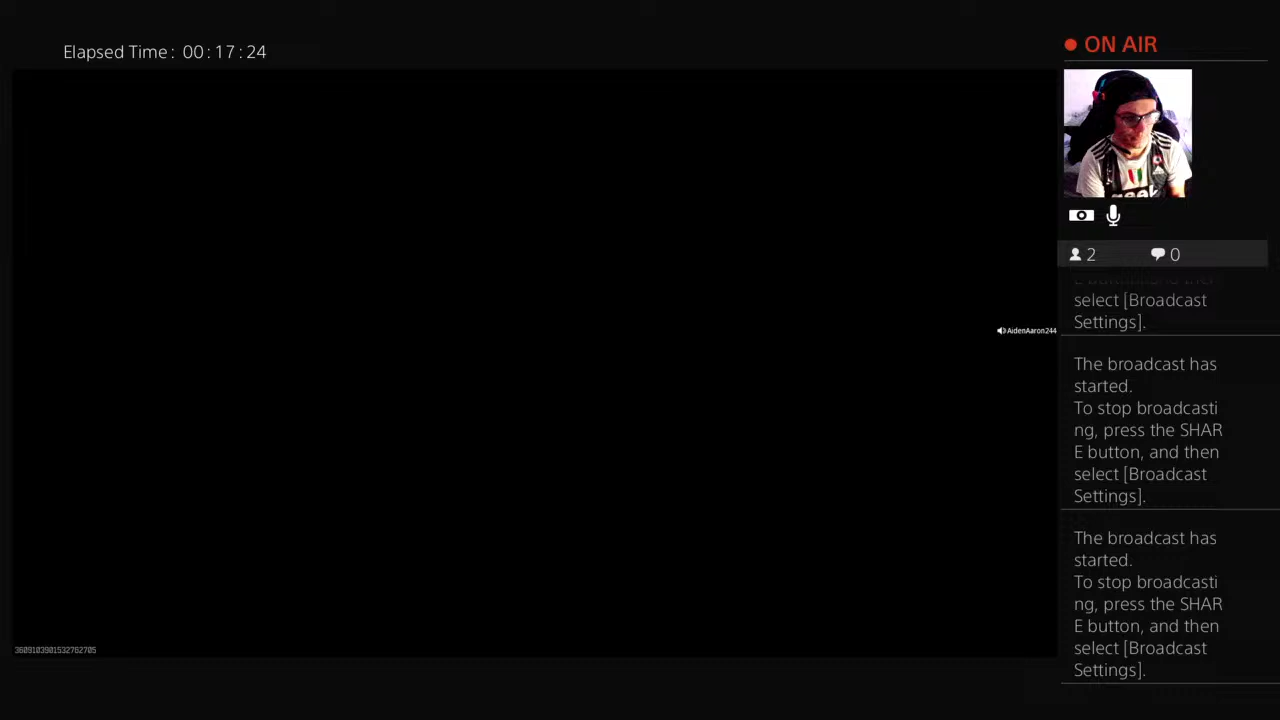 Elapsed Time: 00:17:24
ON AIR
2
0
select [Broadcast
Settings].
AidenAaron244
The broadcast has
started.
To stop broadcasti
ng, press the SHAR
E button, and then
select [Broadcast
Settings].
The broadcast has
started.
To stop broadcasti
ng, press the SHAR
E button, and then
select [Broadcast
Settings].